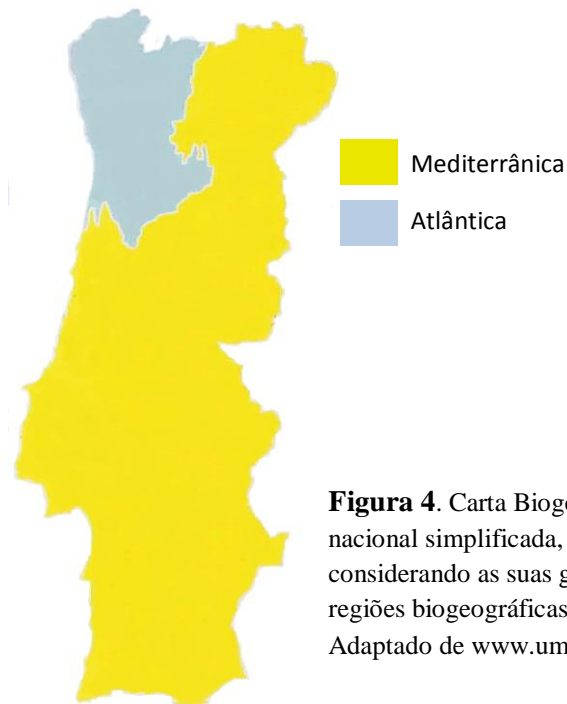 Mediterrânica
Atlântica
Figura 4. Carta
nacional simplificada,
considerando as suas
regiões biogeográficas
Adaptado de